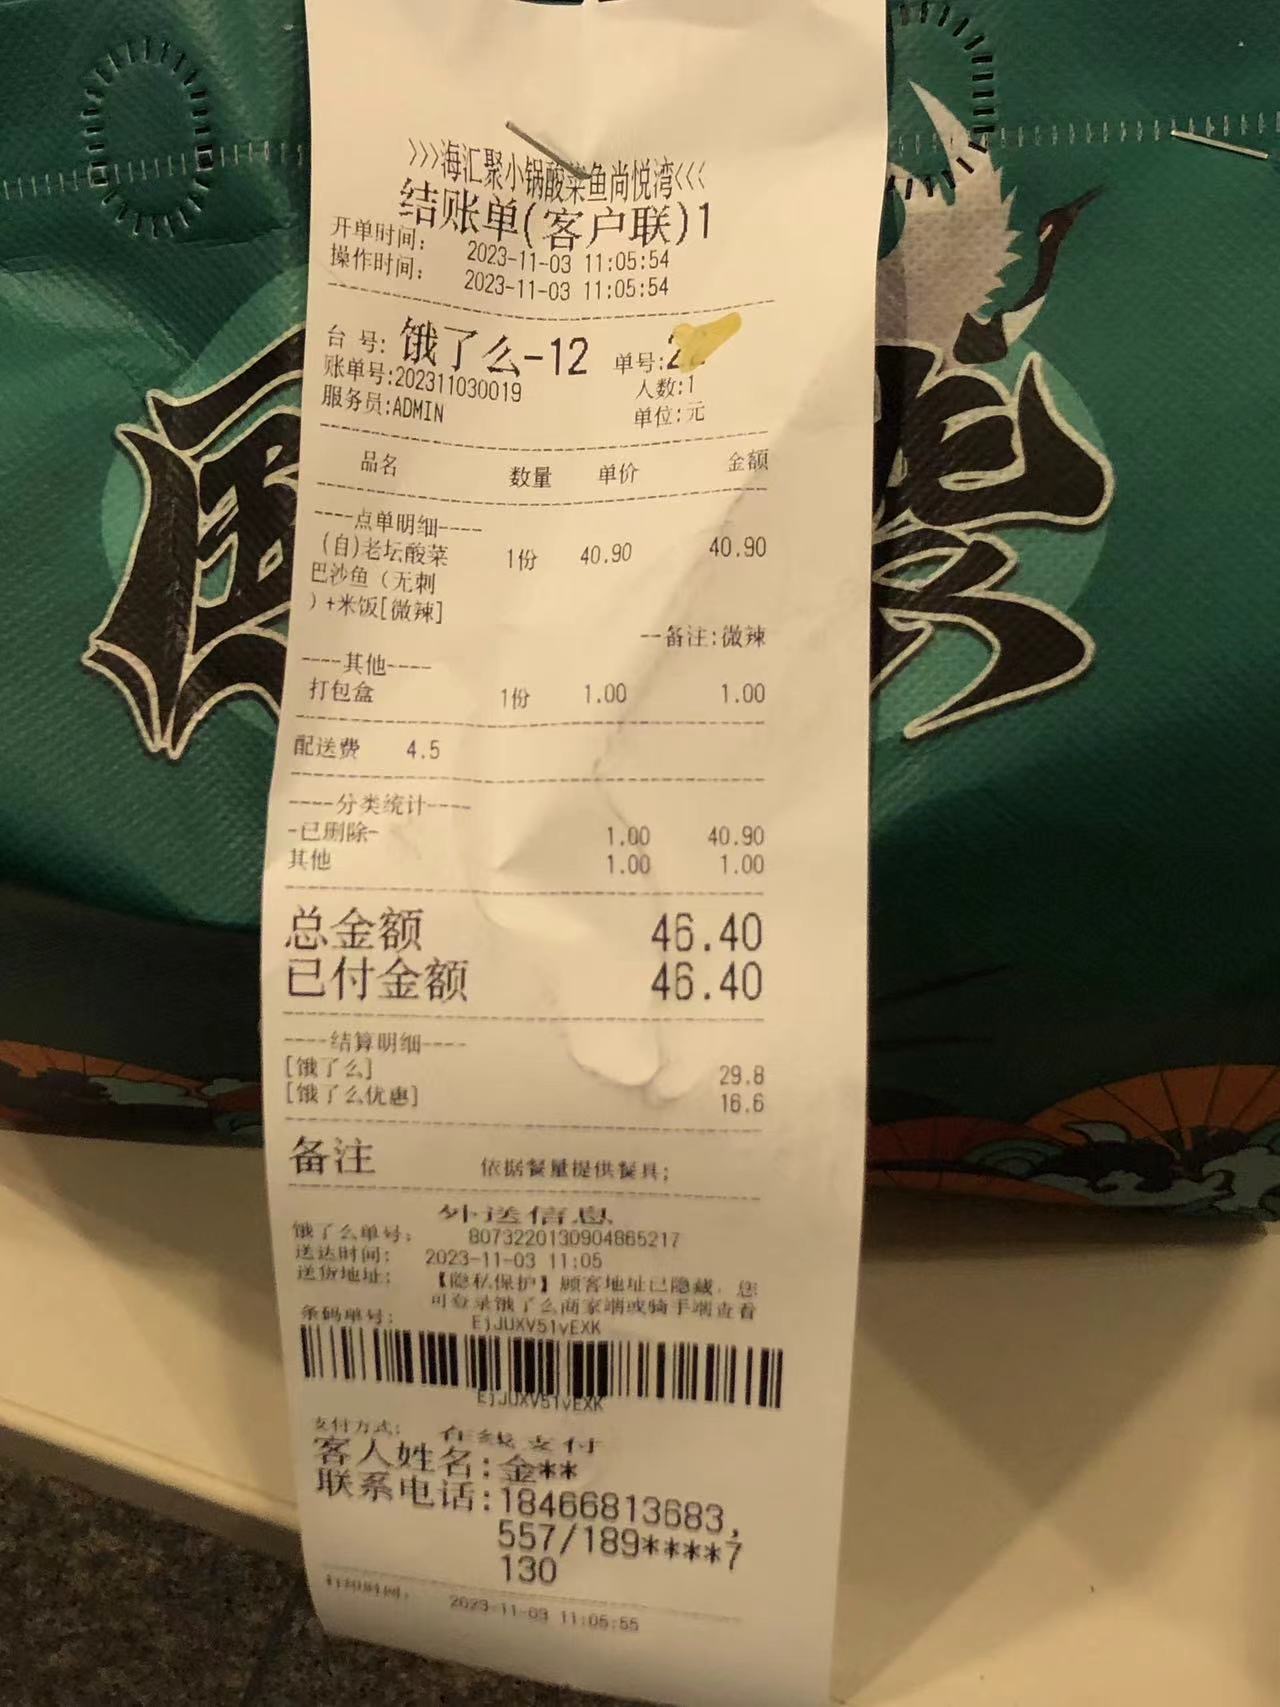 >>>海汇聚小锅酸菜鱼尚悦湾<<<
结账单(客户联)1
开单时间: 2023-11-03 11:05:54
操作时间: 2023-11-03 11:05:54
台 号: 饿了么-12 单号:2
账单号:202311030019 人数:1
服务员:ADMIN 单位:元
品名 数量 单价 金额
----点单明细----
(自)老坛酸菜 1份 40.90 40.90
巴沙鱼（无刺
）+米饭[微辣]
--备注:微辣
----其他----
打包盒 1份 1.00 1.00
配送费 4.5
----分类统计----
-已删除- 1.00 40.90
其他 1.00 1.00
总金额 46.40
已付金额 46.40
----结算明细----
[饿了么] 29.8
[饿了么优惠] 16.6
备注 依据餐量提供餐具;
外送信息
饿了么单号: 8073220130904865217
送达时间: 2023-11-03 11:05
送货地址: 【隐私保护】顾客地址已隐藏，您
可登录饿了么商家端或骑手端查看
条码单号: EjJUXV51vEXK
EjJUXV51vEXK
支付方式: 在线支付
客人姓名:金**
联系电话:18466813683,
557/189****7
130
打印时间: 2023-11-03 11:05:55